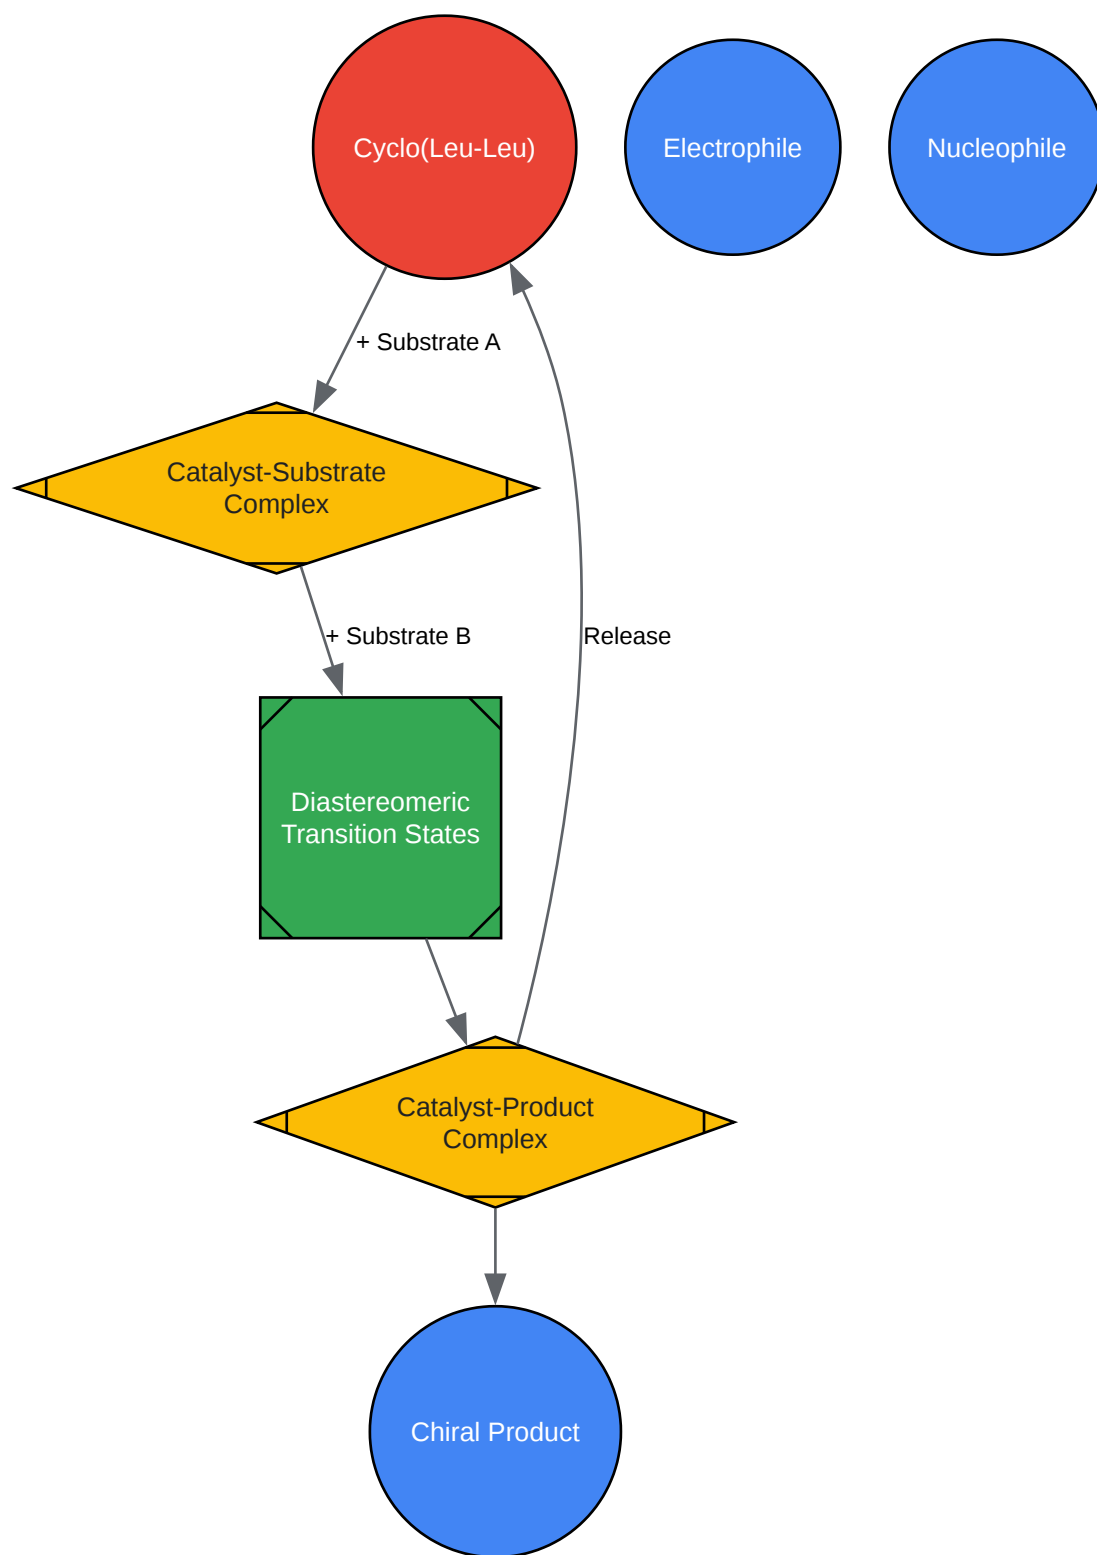 Cyclo(Leu-Leu)
Electrophile
Nucleophile
+ Substrate A
Catalyst-Substrate
Complex
+ Substrate B
Release
Diastereomeric
Transition States
Catalyst-Product
Complex
Chiral Product